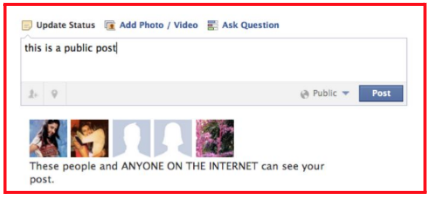 Update Status Add Photo / Video Ask Question
this is a public post
Public Post
These people and ANYONE ON THE INTERNET can see your
post.